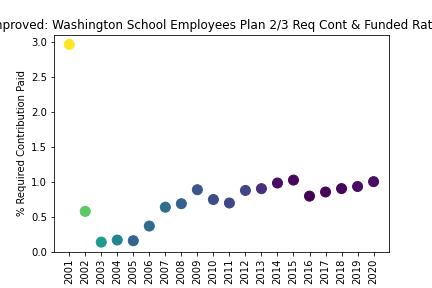 proved: Washington School Employees Plan 2/3 Req Cont & Funded Rat
% Required Contribution Paid
3.0
2.5
2.0
1.5
1.0
0.5
0.0
2001 2002 2003 2004 2005 2006 2007 2008 2009 2010 2011 2012 2013 2014 2015 2016 2017 2018 2019 2020